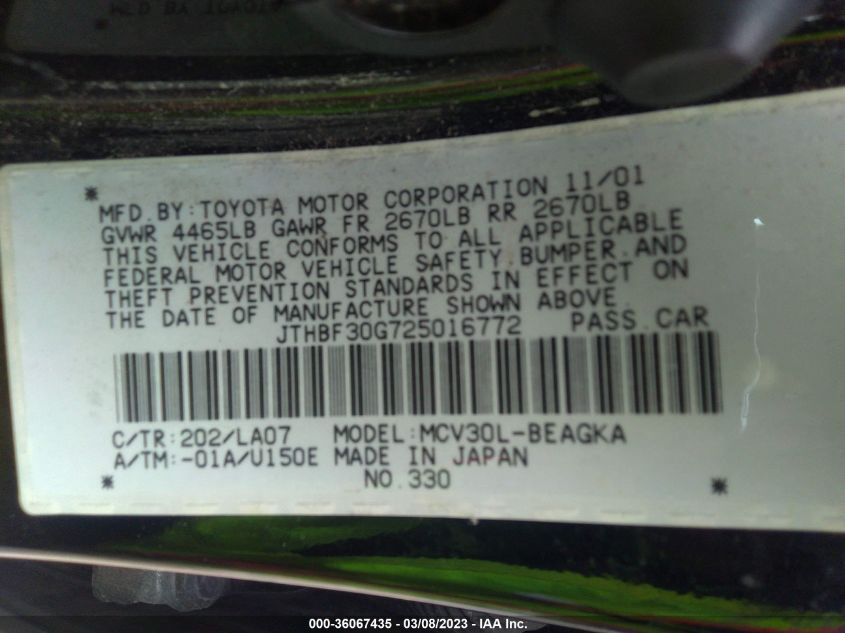 MFD BY TOYOTA
*
* MFD. BY: TOYOTA MOTOR CORPORATION 11/01
GVWR 4465LB GAWR FR 2670LB RR 2670LB
THIS VEHICLE CONFORMS TO ALL APPLICABLE
FEDERAL MOTOR VEHICLE SAFETY, BUMPER, AND
THEFT PREVENTION STANDARDS IN EFFECT ON
THE DATE OF MANUFACTURE SHOWN ABOVE.
JTHBF30G725016772 PASS. CAR
C/TR: 202/LA07 MODEL: MCV30L-BEAGKA
A/TM: -01A/U150E MADE IN JAPAN
* NO. 330 *
000-36067435 - 03/08/2023 - IAA Inc.